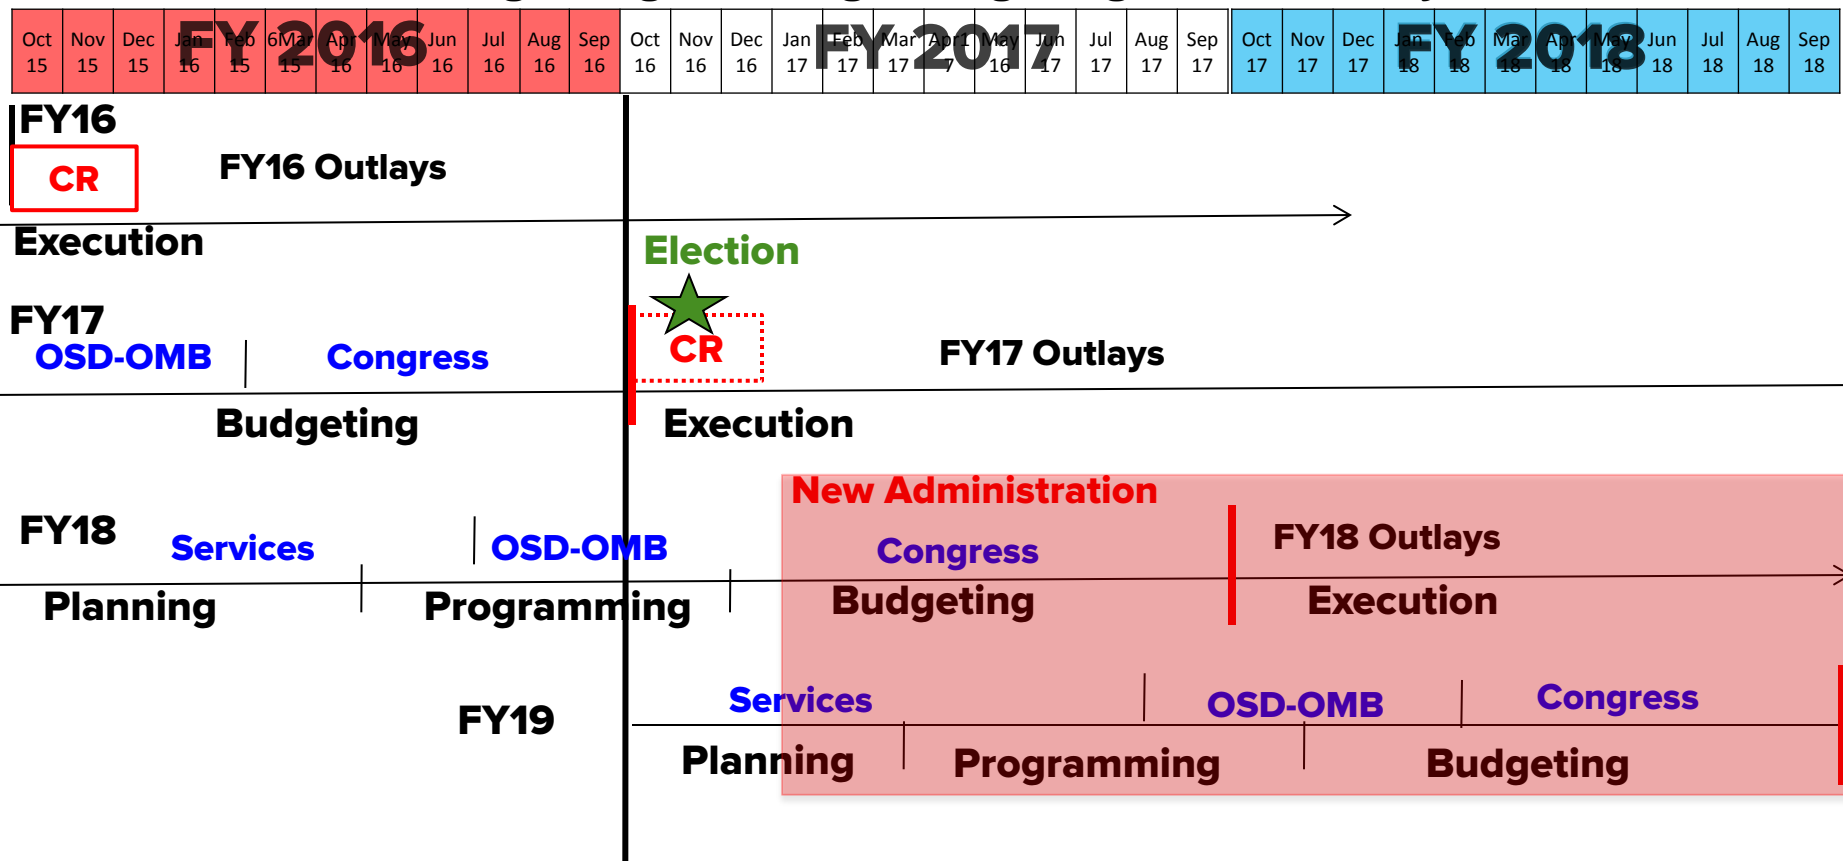 FY 2016 FY 2017 FY 2018
Oct Nov Dec Jan Feb 6Mar Apr May Jun Jul Aug Sep Oct Nov Dec Jan Feb Mar Apr1 May Jun Jul Aug Sep Oct Nov Dec Jan Feb Mar Apr May Jun Jul Aug Sep
15 15 15 16 15 15 16 16 16 16 16 16 16 16 16 17 17 17 7 16 17 17 17 17 17 17 17 18 18 18 18 18 18 18 18 18
FY16
CR FY16 Outlays
Execution
Election
FY17
OSD-OMB Congress CR FY17 Outlays
Budgeting Execution
New Administration
FY18 Services OSD-OMB Congress FY18 Outlays
Planning Programming Budgeting Execution
FY19 Services OSD-OMB Congress
Planning Programming Budgeting